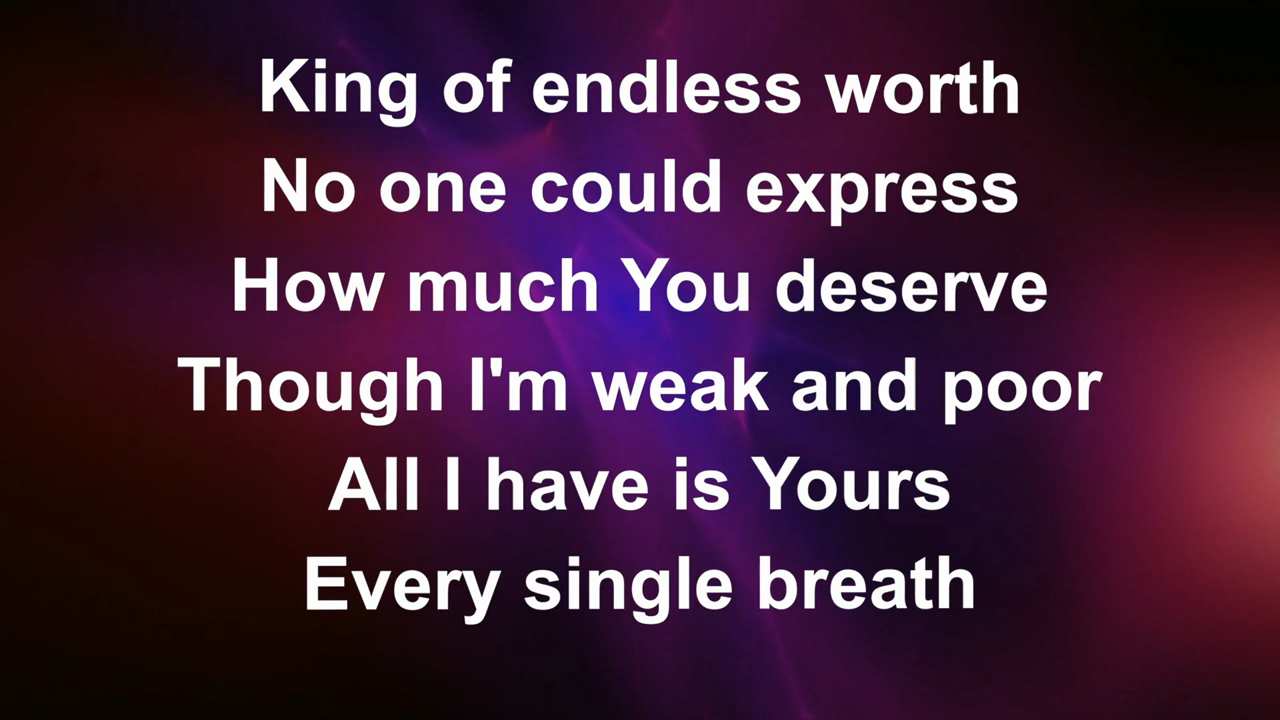 King of endless worth
No one could express
How much You deserve
Though I'm weak and poor
All I have is Yours
Every single breath